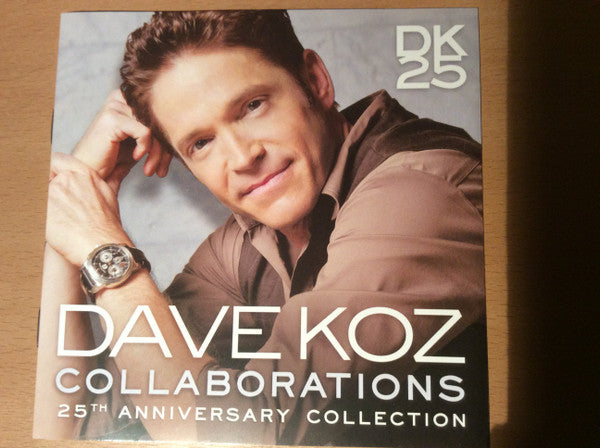 DK
25
DAVE KOZ
COLLABORATIONS
25TH ANNIVERSARY COLLECTION